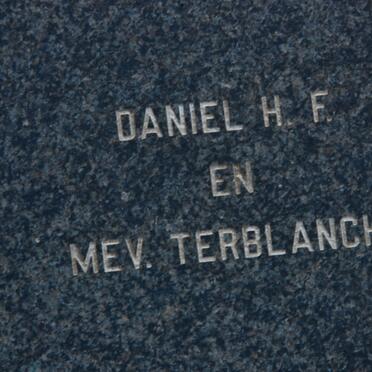 DANIEL H. F.
EN
MEV. TERBLANCH